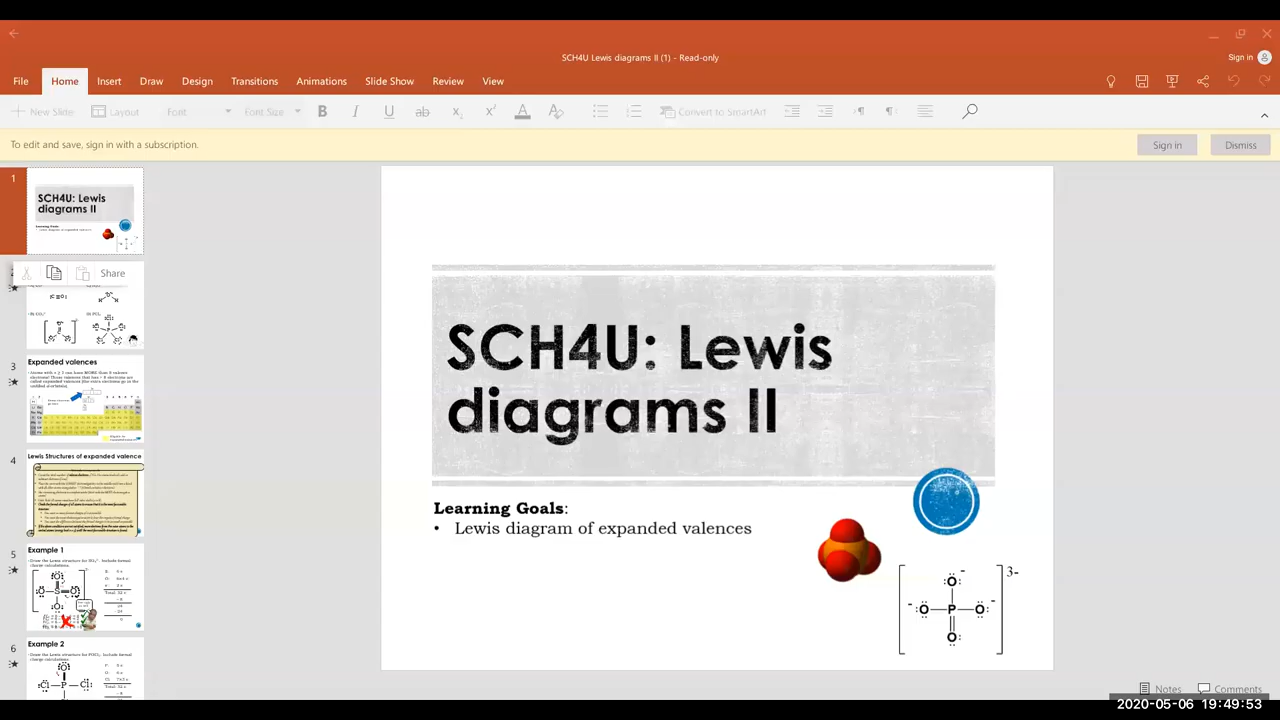 SCH4U Lewis diagrams II (1) - Read-only
Sign in
File Home Insert Draw Design Transitions Animations Slide Show Review View
New Slide Layout Font Font Size B I U ab Convert to SmartArt
To edit and save, sign in with a subscription.
Sign in Dismiss
1
SCH4U: Lewis
diagrams II
Learning Goals:
Share
3
Expanded valences
4
Lewis Structures of expanded valence
5
Example 1
6
Example 2
SCH4U: Lewis
diagrams II
Learning Goals:
• Lewis diagram of expanded valences
3-
O
O P O
O
Notes Comments
2020-05-06 19:49:53